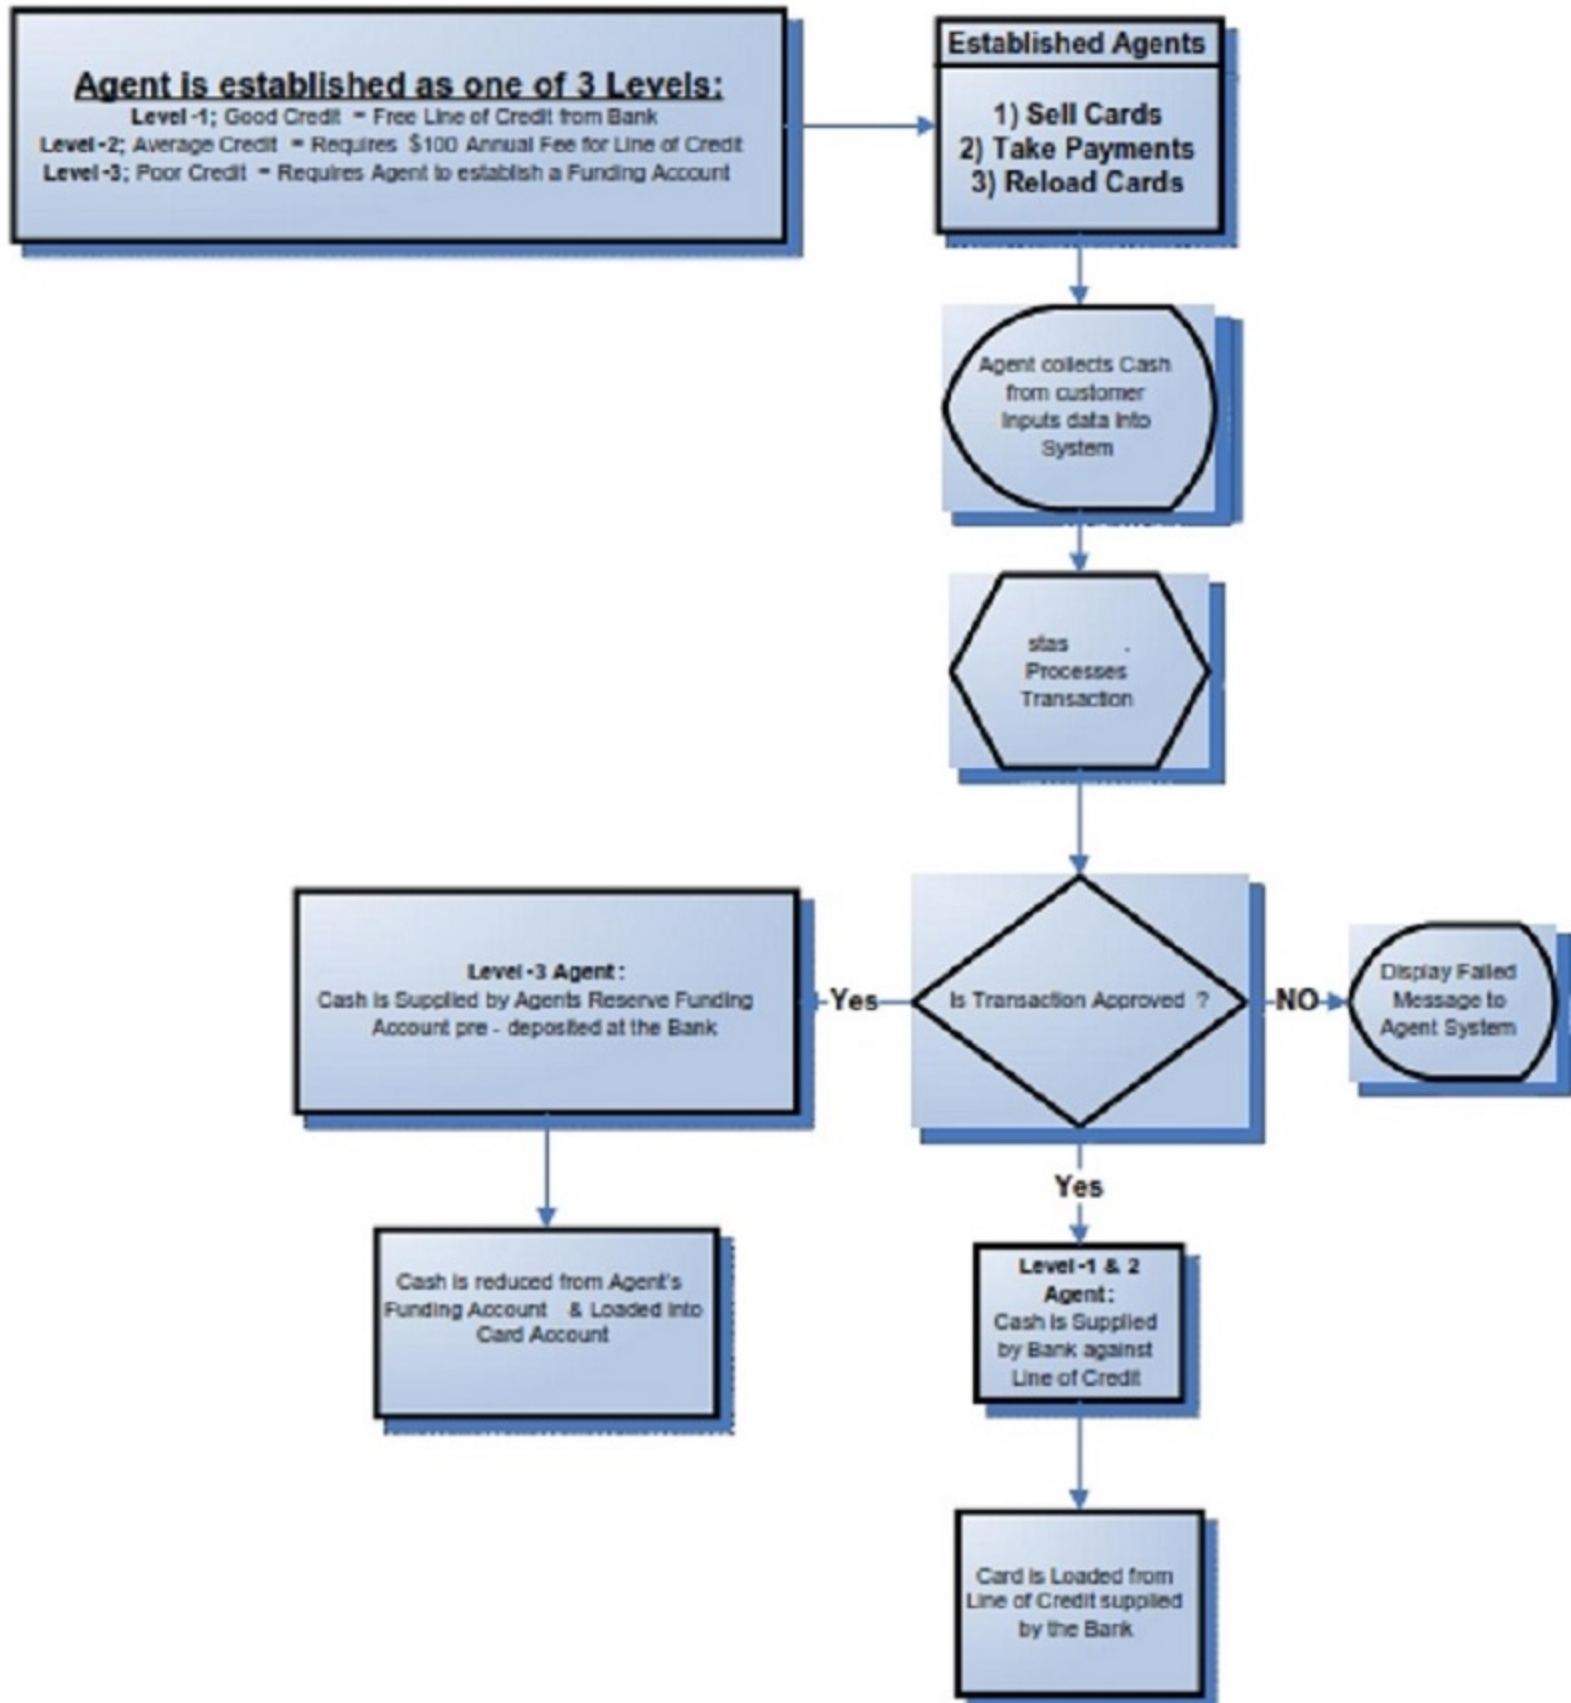 Agent is established as one of 3 Levels:
Level-1; Good Credit = Free Line of Credit from Bank
Level-2; Average Credit = Requires $100 Annual Fee for Line of Credit
Level-3; Poor Credit = Requires Agent to establish a Funding Account
Established Agents
1) Sell Cards
2) Take Payments
3) Reload Cards
Agent collects Cash
from customer
Inputs data into
System
stas .
Processes
Transaction
Is Transaction Approved ?
Yes
NO
Display Failed
Message to
Agent System
Level-3 Agent:
Cash is Supplied by Agents Reserve Funding
Account pre - deposited at the Bank
Cash is reduced from Agent's
Funding Account & Loaded into
Card Account
Yes
Level-1 & 2
Agent:
Cash is Supplied
by Bank against
Line of Credit
Card is Loaded from
Line of Credit supplied
by the Bank